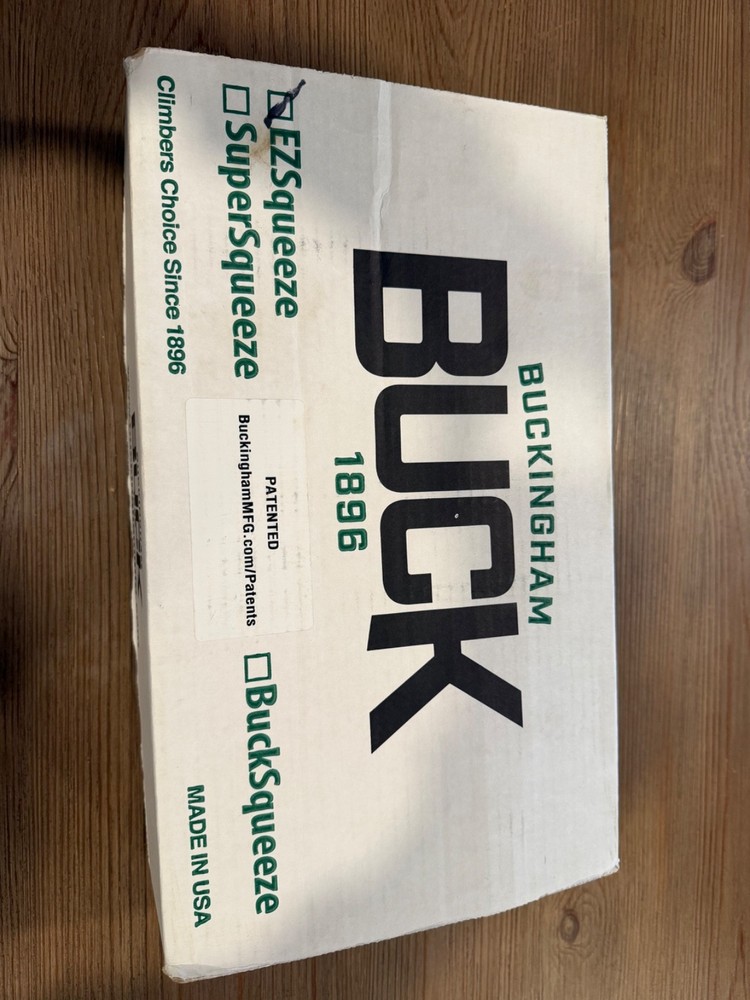 BUCKINGHAM
BUCK
1896
EZSqueeze
SuperSqueeze
Climbers Choice Since 1896
PATENTED
BuckinghamMFG.com/Patents
BuckSqueeze
MADE IN USA